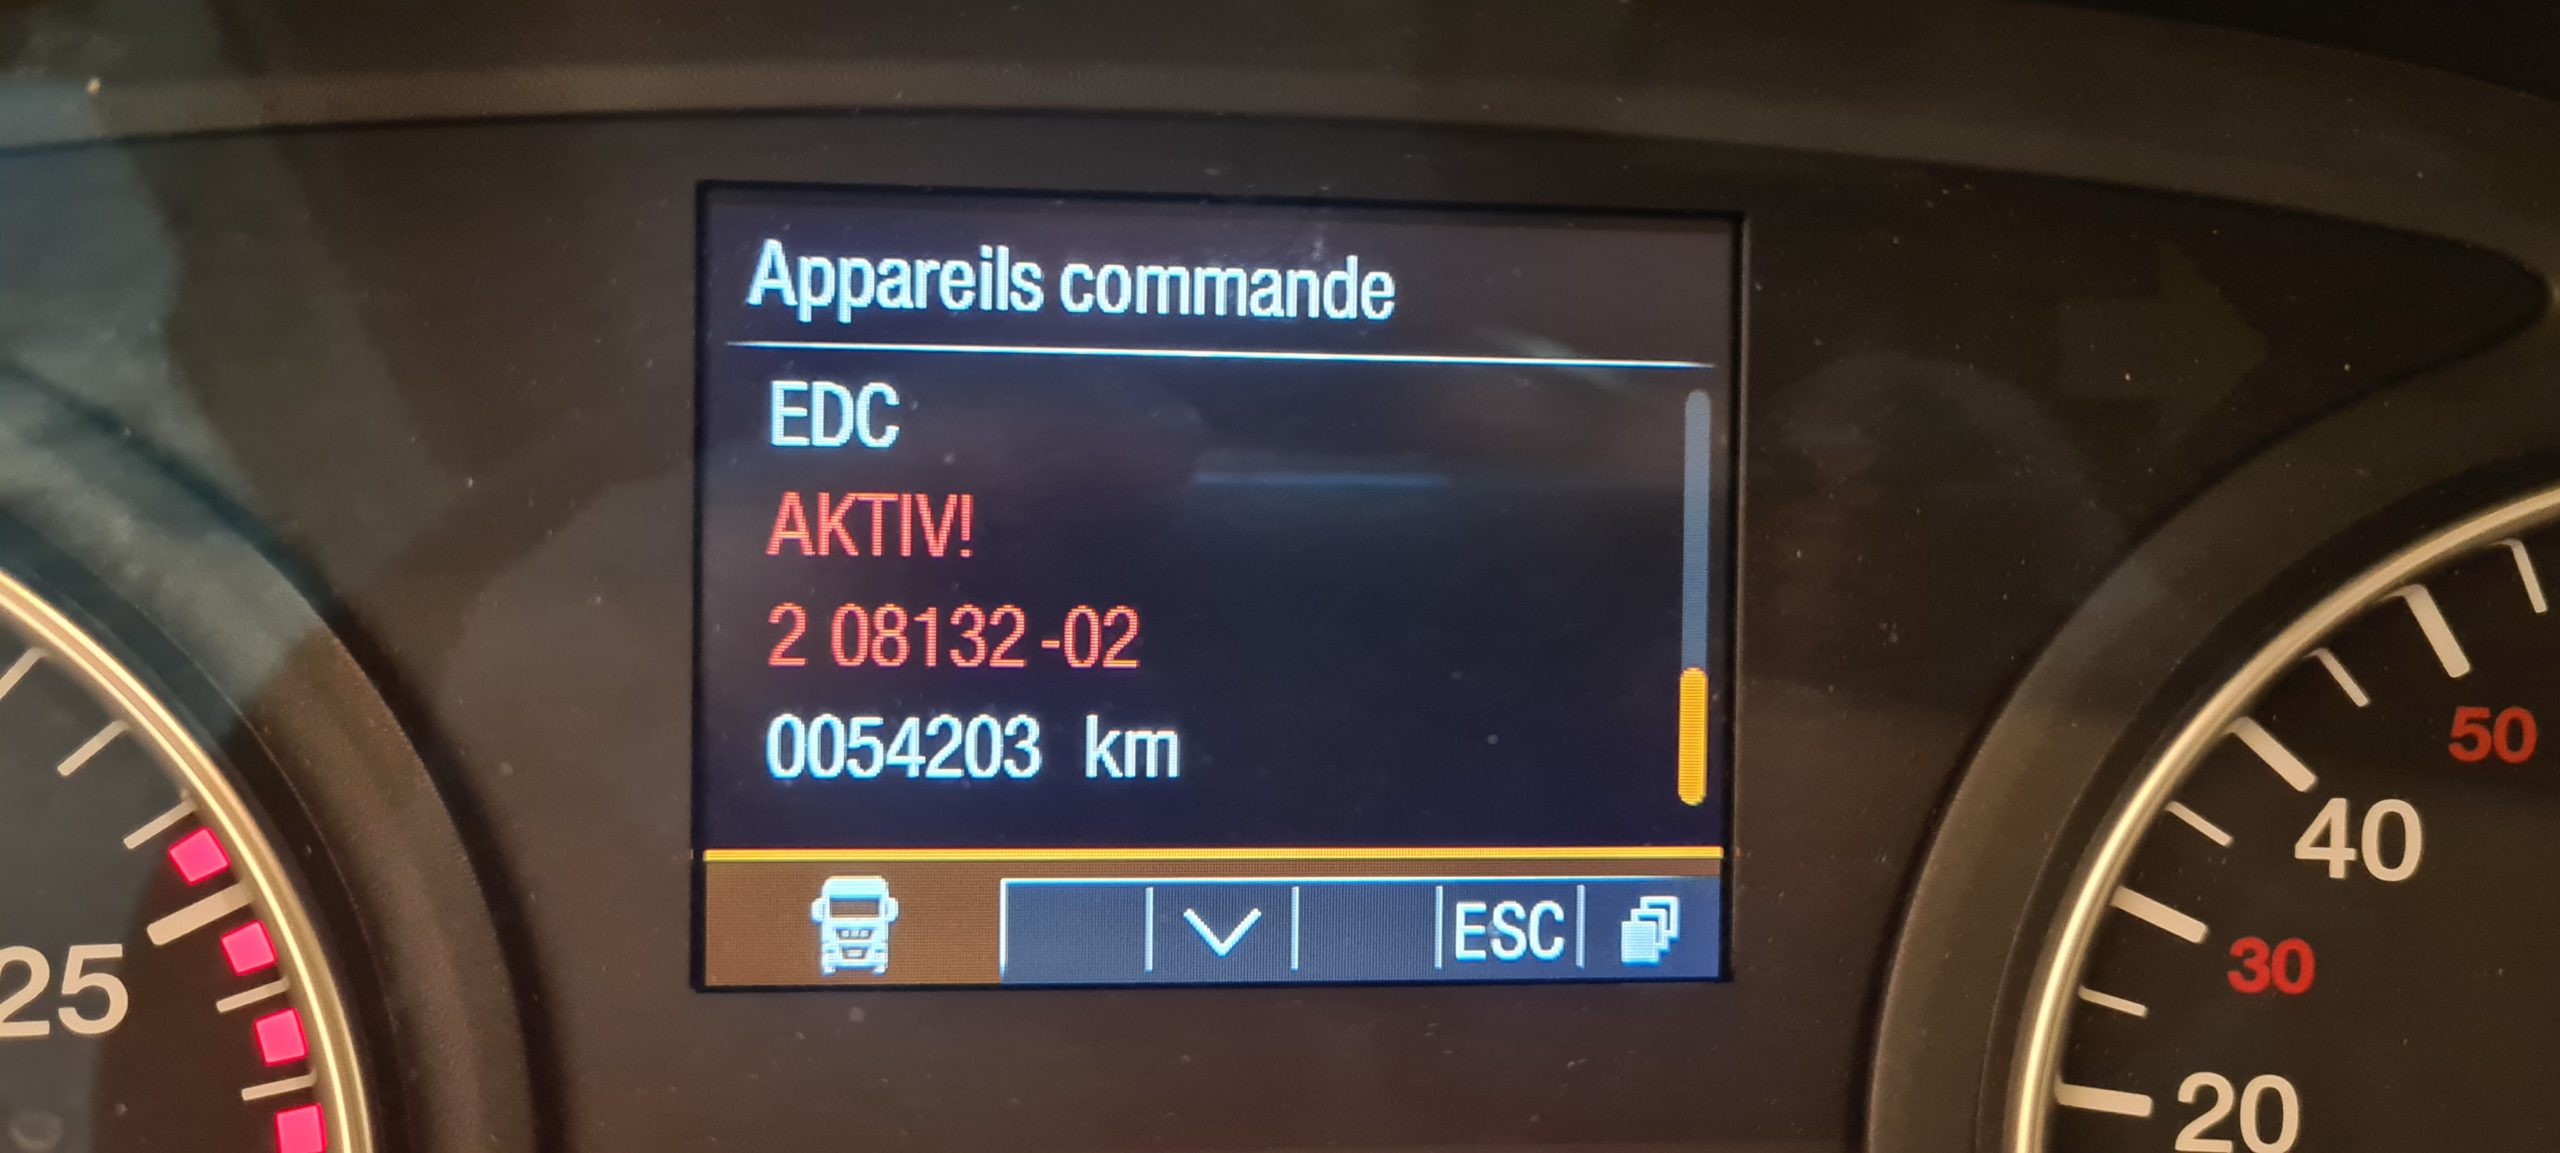 Appareils commande
EDC
AKTIV!
2 08132-02
0054203 km
ESC
25
50
40
30
20